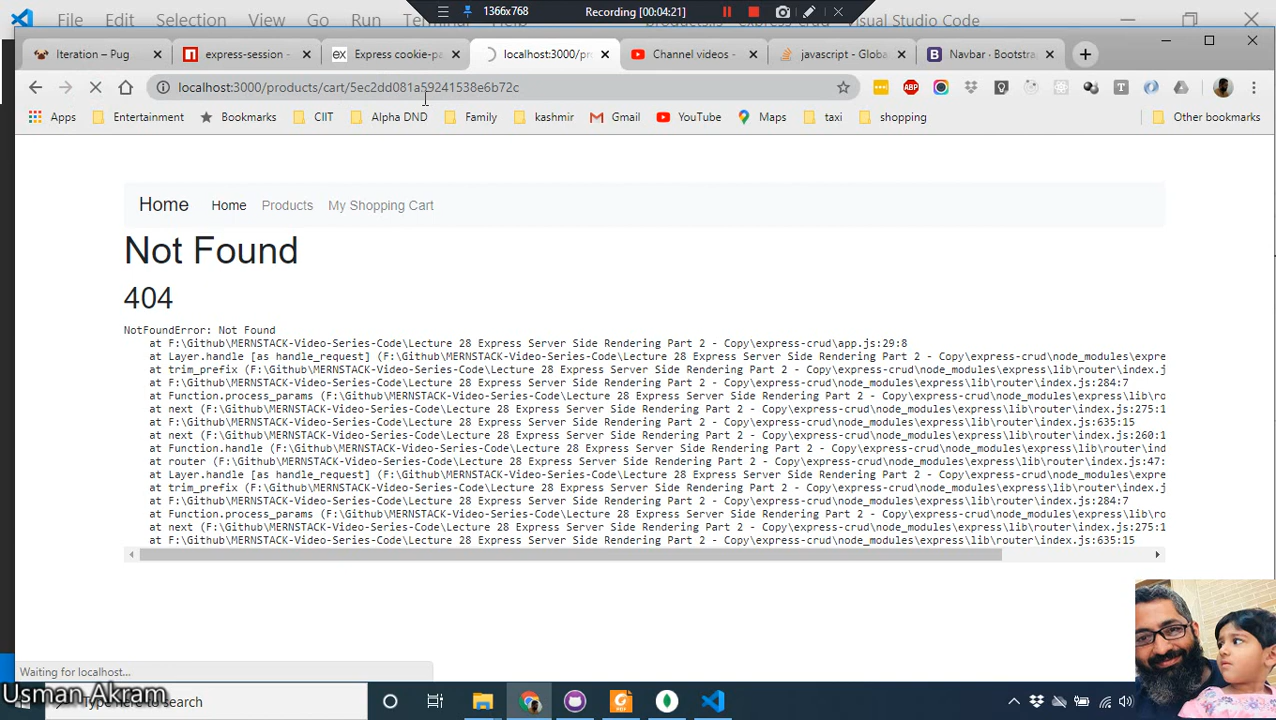 File Edit Selection View Go Run Terminal Help products.js - express-crud - Visual Studio Code
1366x768 Recording [00:04:21]
Iteration – Pug express-session - Express cookie-pa localhost:3000/pro Channel videos - javascript - Globa Navbar · Bootstra
localhost:3000/products/cart/5ec2dd081a59241538e6b72c
Apps Entertainment Bookmarks CIIT Alpha DND Family kashmir Gmail YouTube Maps taxi shopping Other bookmarks
Home Home Products My Shopping Cart
Not Found
404
NotFoundError: Not Found
at F:\Github\MERNSTACK-Video-Series-Code\Lecture 28 Express Server Side Rendering Part 2 - Copy\express-crud\app.js:29:8
at Layer.handle [as handle_request] (F:\Github\MERNSTACK-Video-Series-Code\Lecture 28 Express Server Side Rendering Part 2 - Copy\express-crud\node_modules\expre
at trim_prefix (F:\Github\MERNSTACK-Video-Series-Code\Lecture 28 Express Server Side Rendering Part 2 - Copy\express-crud\node_modules\express\lib\router\index.j
at F:\Github\MERNSTACK-Video-Series-Code\Lecture 28 Express Server Side Rendering Part 2 - Copy\express-crud\node_modules\express\lib\router\index.js:284:7
at Function.process_params (F:\Github\MERNSTACK-Video-Series-Code\Lecture 28 Express Server Side Rendering Part 2 - Copy\express-crud\node_modules\express\lib\ro
at next (F:\Github\MERNSTACK-Video-Series-Code\Lecture 28 Express Server Side Rendering Part 2 - Copy\express-crud\node_modules\express\lib\router\index.js:275:1
at F:\Github\MERNSTACK-Video-Series-Code\Lecture 28 Express Server Side Rendering Part 2 - Copy\express-crud\node_modules\express\lib\router\index.js:635:15
at next (F:\Github\MERNSTACK-Video-Series-Code\Lecture 28 Express Server Side Rendering Part 2 - Copy\express-crud\node_modules\express\lib\router\index.js:260:1
at Function.handle (F:\Github\MERNSTACK-Video-Series-Code\Lecture 28 Express Server Side Rendering Part 2 - Copy\express-crud\node_modules\express\lib\router\ind
at router (F:\Github\MERNSTACK-Video-Series-Code\Lecture 28 Express Server Side Rendering Part 2 - Copy\express-crud\node_modules\express\lib\router\index.js:47:
at Layer.handle [as handle_request] (F:\Github\MERNSTACK-Video-Series-Code\Lecture 28 Express Server Side Rendering Part 2 - Copy\express-crud\node_modules\expre
at trim_prefix (F:\Github\MERNSTACK-Video-Series-Code\Lecture 28 Express Server Side Rendering Part 2 - Copy\express-crud\node_modules\express\lib\router\index.j
at F:\Github\MERNSTACK-Video-Series-Code\Lecture 28 Express Server Side Rendering Part 2 - Copy\express-crud\node_modules\express\lib\router\index.js:284:7
at Function.process_params (F:\Github\MERNSTACK-Video-Series-Code\Lecture 28 Express Server Side Rendering Part 2 - Copy\express-crud\node_modules\express\lib\ro
at next (F:\Github\MERNSTACK-Video-Series-Code\Lecture 28 Express Server Side Rendering Part 2 - Copy\express-crud\node_modules\express\lib\router\index.js:275:1
at F:\Github\MERNSTACK-Video-Series-Code\Lecture 28 Express Server Side Rendering Part 2 - Copy\express-crud\node_modules\express\lib\router\index.js:635:15
Waiting for localhost...
Usman Akram
Type here to search